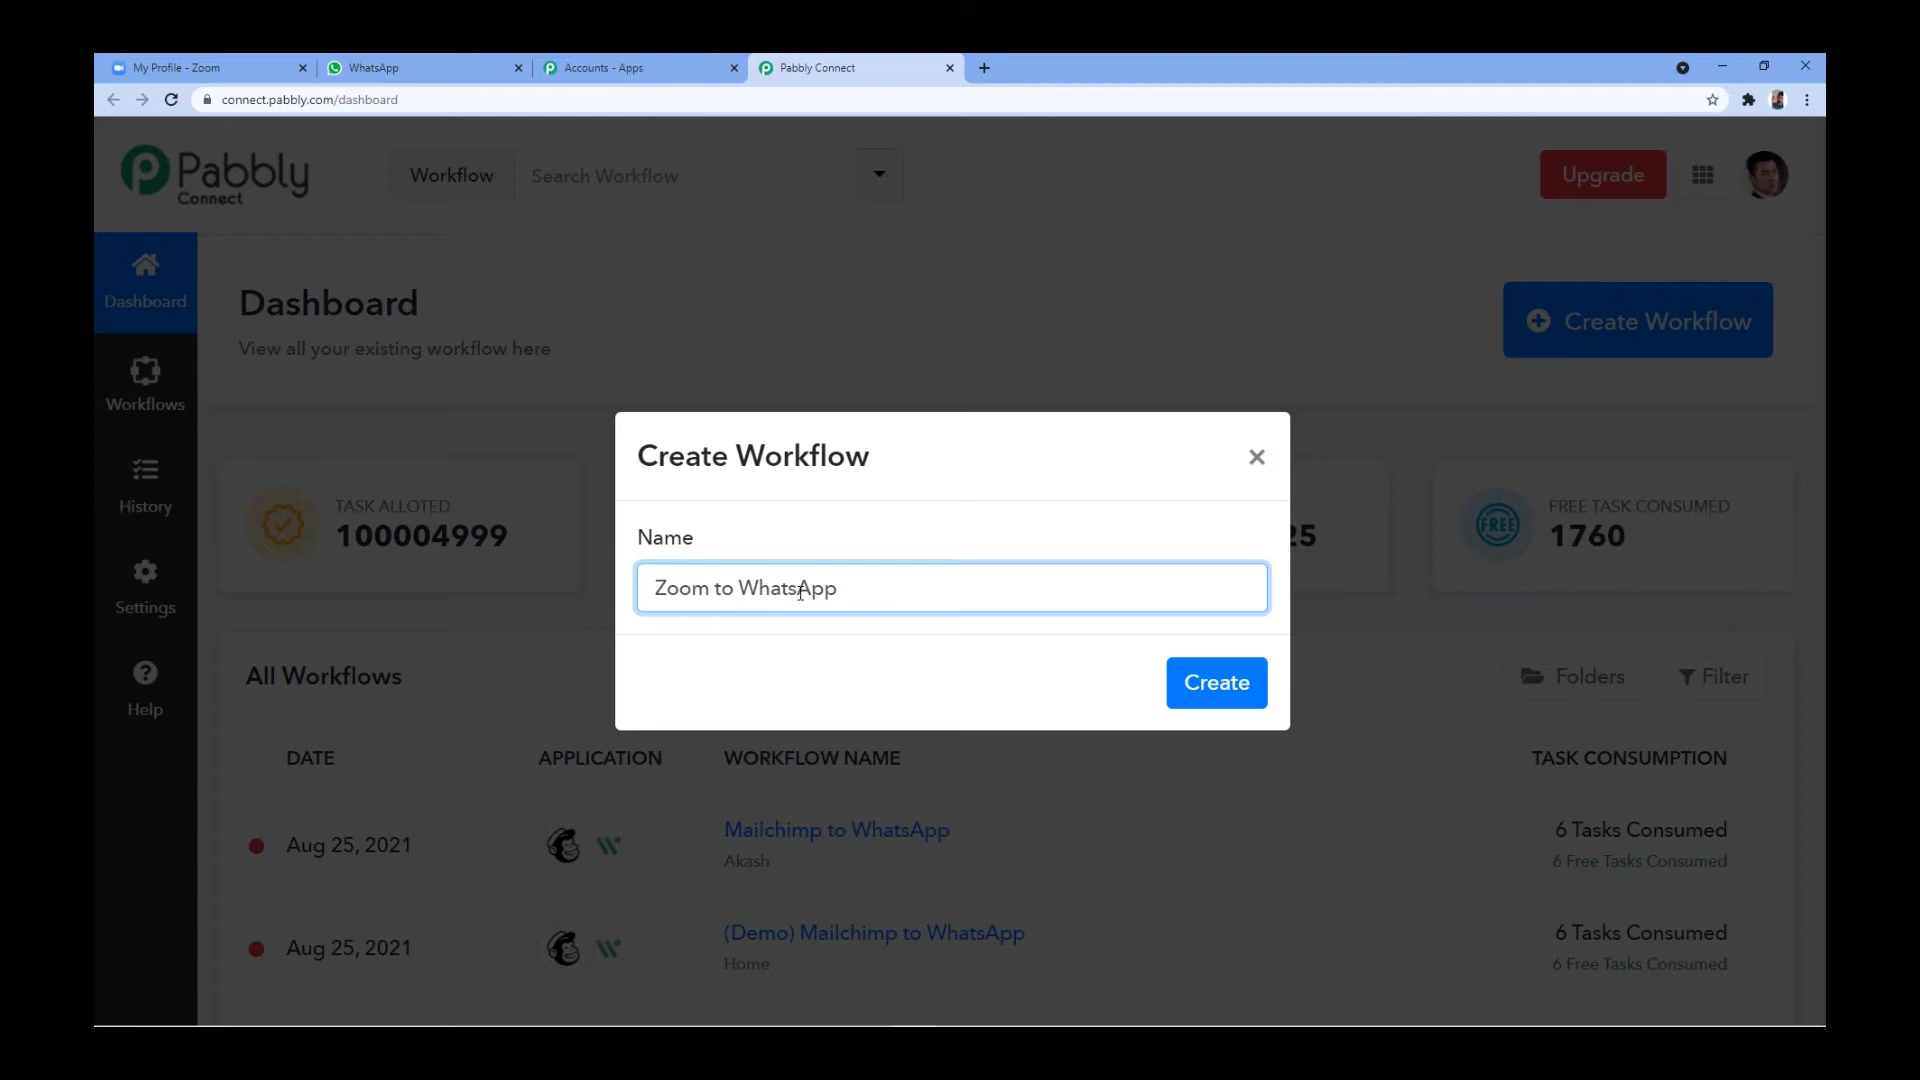 My Profile - Zoom
WhatsApp
Accounts - Apps
Pabbly Connect
connect.pabbly.com/dashboard
Pabbly
Connect
Workflow
Search Workflow
Upgrade
Dashboard
Workflows
History
Settings
Help
Dashboard
View all your existing workflow here
Create Workflow
TASK ALLOTED
100004999
FREE TASK CONSUMED
FREE
1760
Create Workflow
×
Name
Zoom to WhatsApp
Create
All Workflows
Folders
Filter
DATE APPLICATION WORKFLOW NAME TASK CONSUMPTION
Aug 25, 2021 Mailchimp to WhatsApp 6 Tasks Consumed
Akash 6 Free Tasks Consumed
Aug 25, 2021 (Demo) Mailchimp to WhatsApp 6 Tasks Consumed
Home 6 Free Tasks Consumed